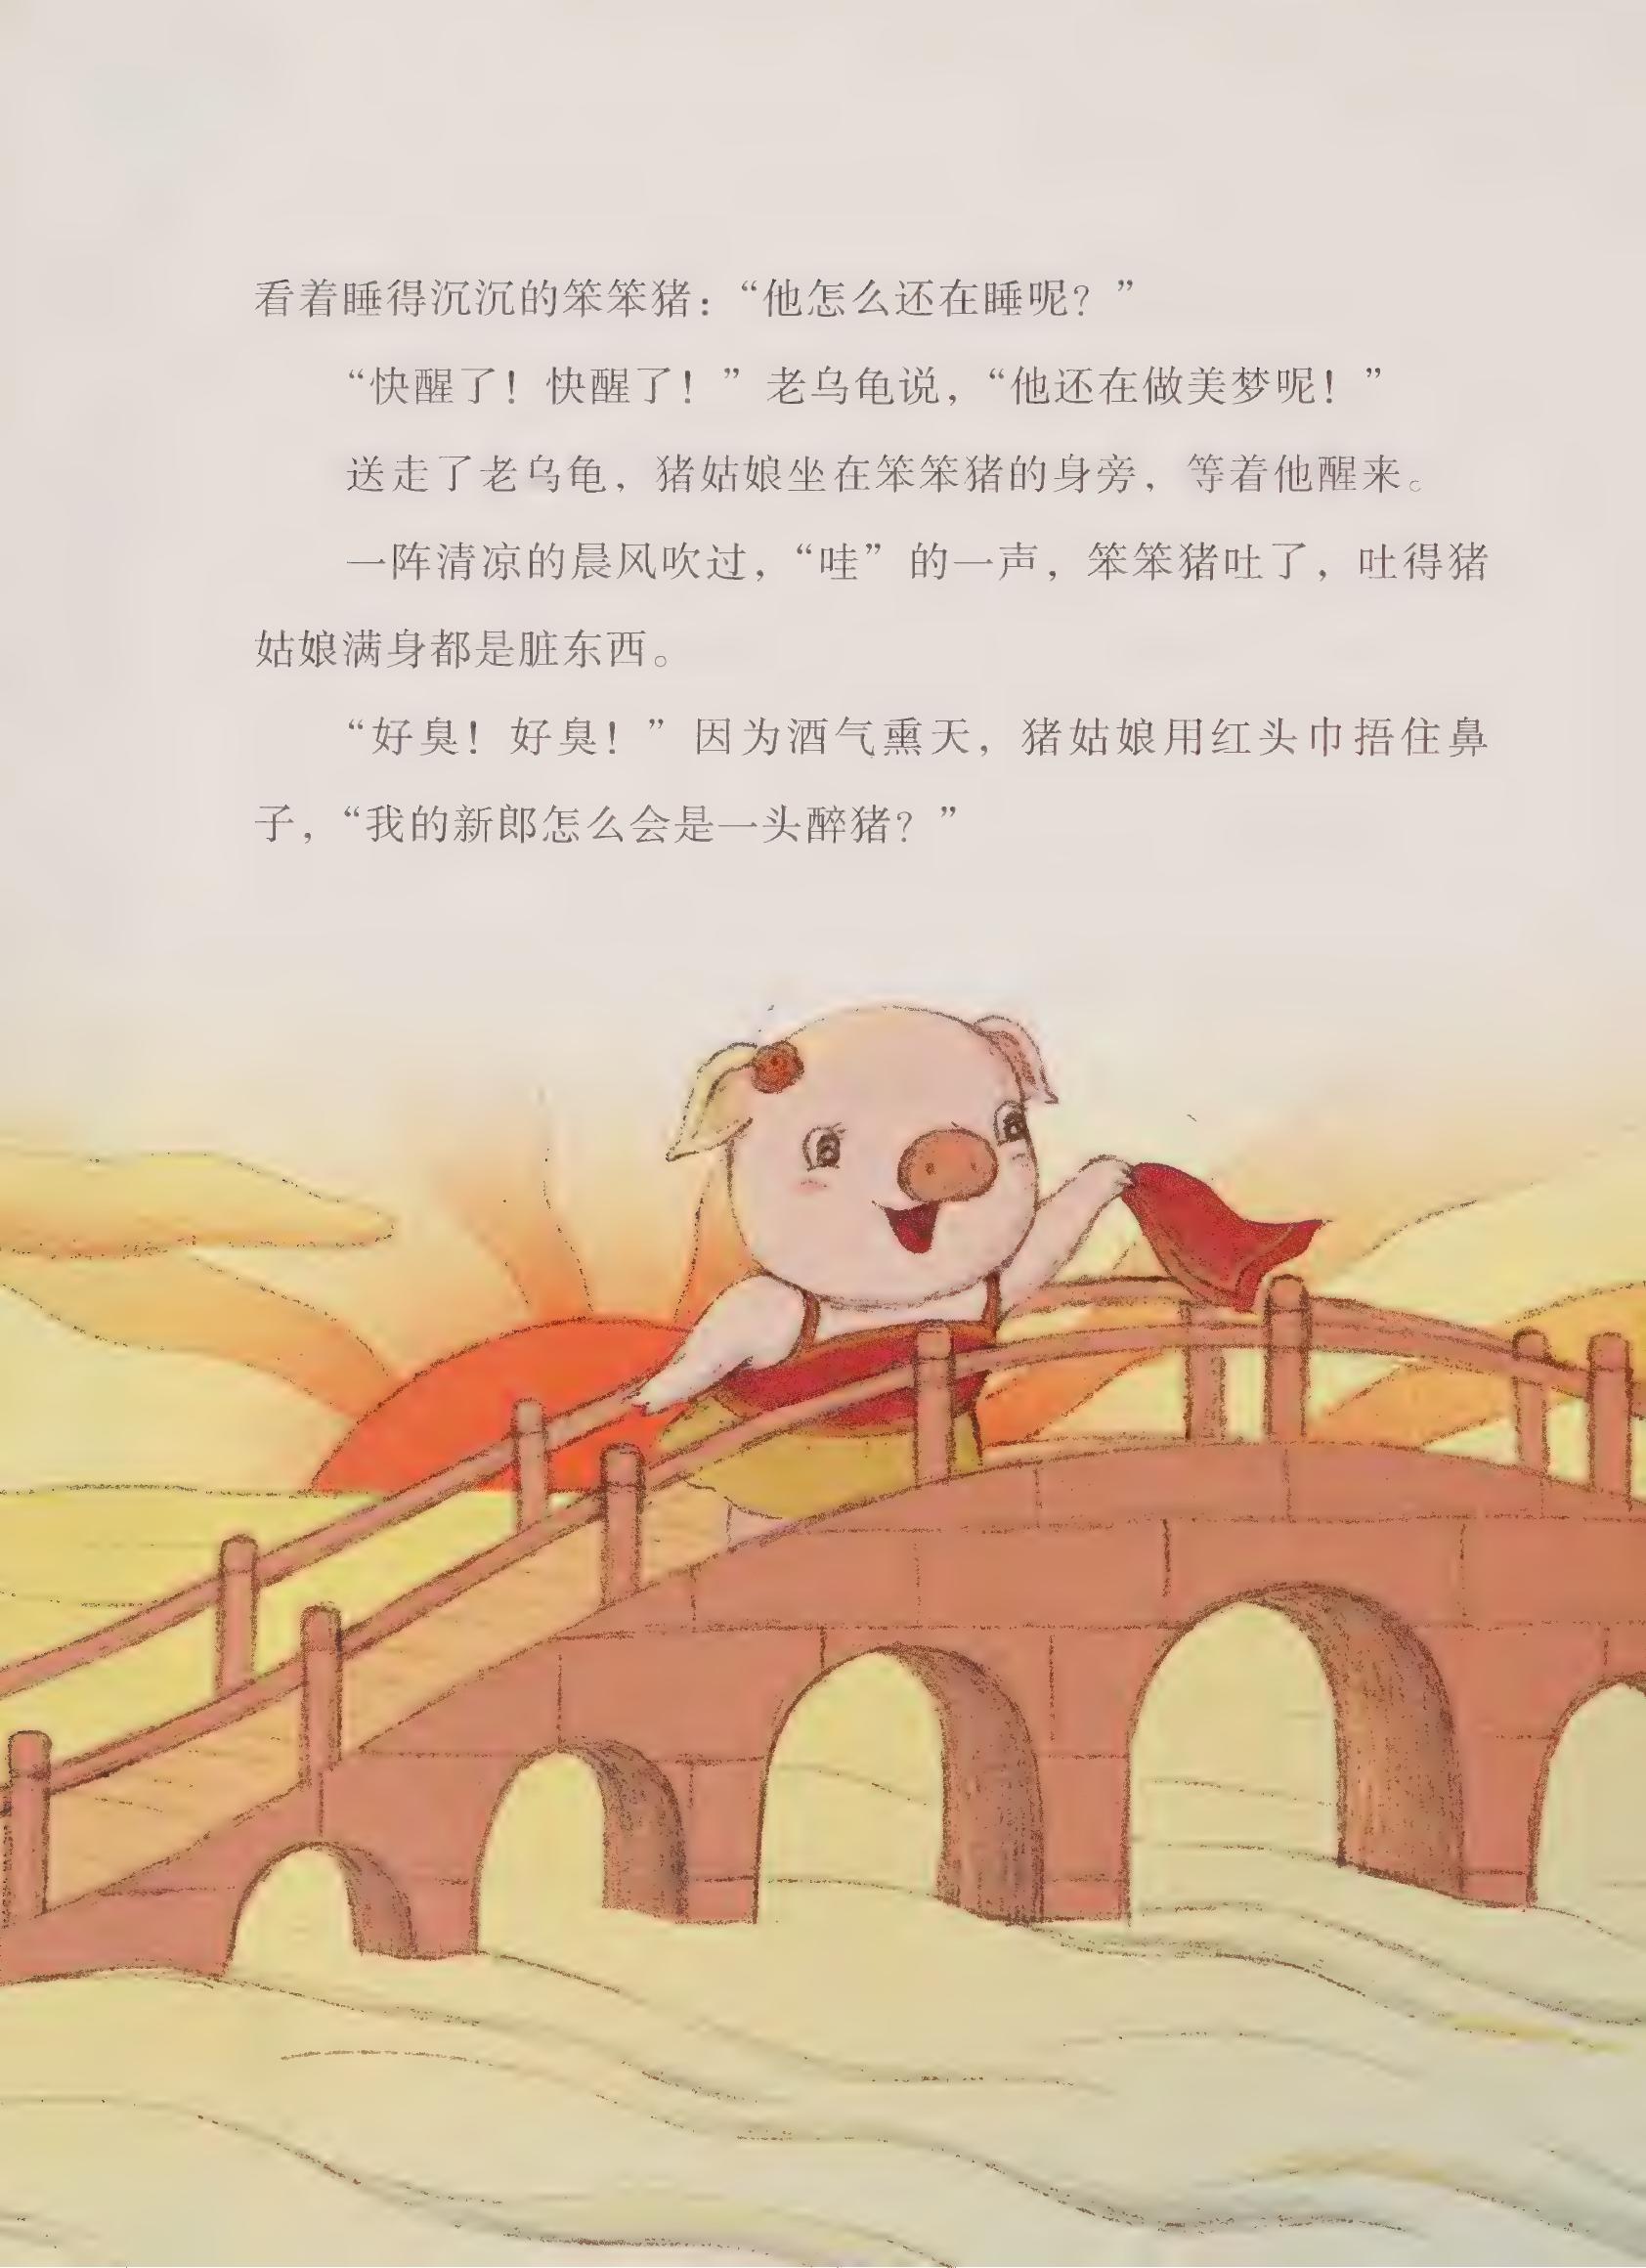 看着睡得沉沉的笨笨猪：“他怎么还在睡呢？”
“快醒了！快醒了！”老乌龟说，“他还在做美梦呢！”
送走了老乌龟，猪姑娘坐在笨笨猪的身旁，等着他醒来。
一阵清凉的晨风吹过，“哇”的一声，笨笨猪吐了，吐得猪
姑娘满身都是脏东西。
“好臭！好臭！”因为酒气熏天，猪姑娘用红头巾捂住鼻
子，“我的新郎怎么会是一头醉猪？”